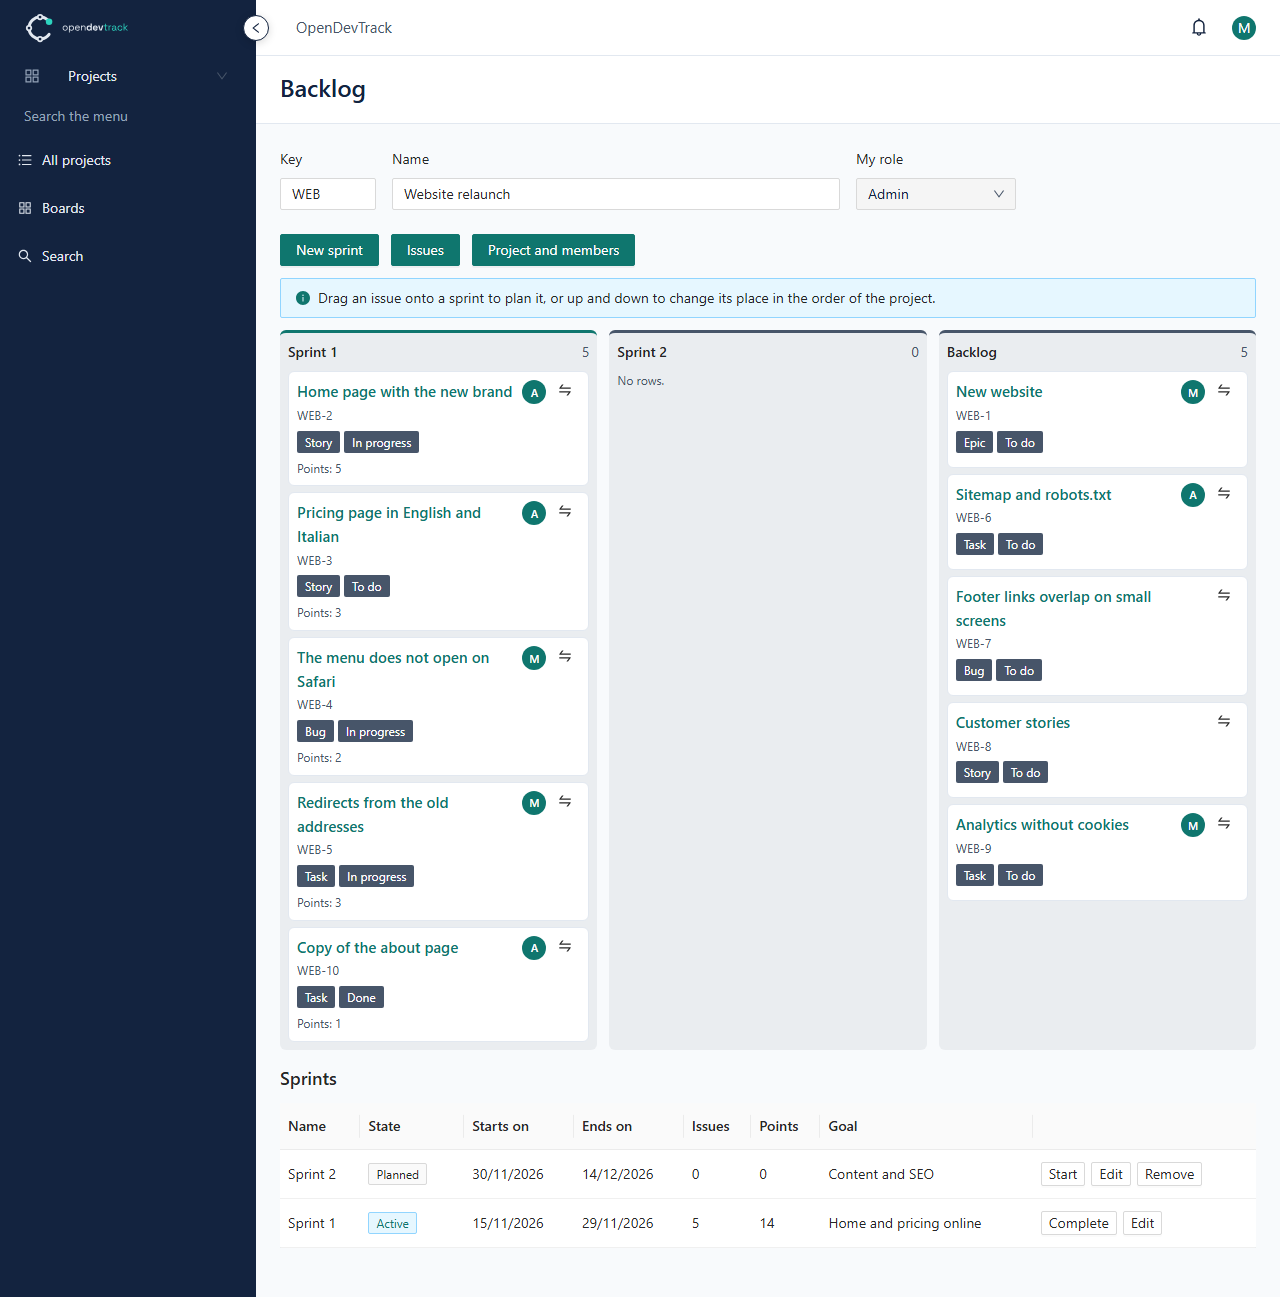 opendevtrack
Projects
Search the menu
All projects
Boards
Search
OpenDevTrack
M
Backlog
Key
Name
My role
WEB
Website relaunch
Admin
New sprint
Issues
Project and members
Drag an issue onto a sprint to plan it, or up and down to change its place in the order of the project.
Sprint 1
5
Home page with the new brand
A
WEB-2
Story
In progress
Points: 5
Pricing page in English and
Italian
A
WEB-3
Story
To do
Points: 3
The menu does not open on
Safari
M
WEB-4
Bug
In progress
Points: 2
Redirects from the old
addresses
M
WEB-5
Task
In progress
Points: 3
Copy of the about page
A
WEB-10
Task
Done
Points: 1
Sprint 2
0
No rows.
Backlog
5
New website
M
WEB-1
Epic
To do
Sitemap and robots.txt
A
WEB-6
Task
To do
Footer links overlap on small
screens
WEB-7
Bug
To do
Customer stories
WEB-8
Story
To do
Analytics without cookies
M
WEB-9
Task
To do
Sprints
Name State Starts on Ends on Issues Points Goal
Sprint 2 Planned 30/11/2026 14/12/2026 0 0 Content and SEO Start Edit Remove
Sprint 1 Active 15/11/2026 29/11/2026 5 14 Home and pricing online Complete Edit